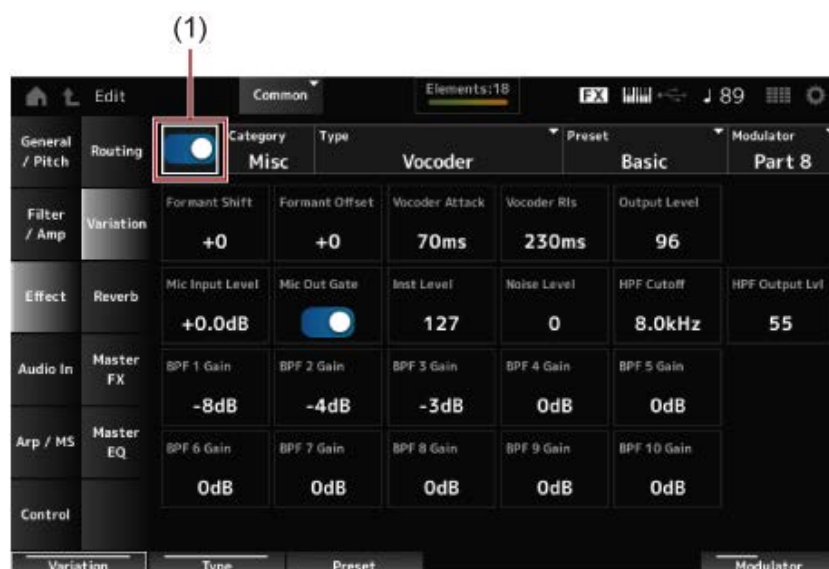 (1)
Edit
Common
Elements:18
FX
♩ 89
General / Pitch
Routing
Category
Misc
Type
Vocoder
Preset
Basic
Modulator
Part 8
Filter / Amp
Variation
Formant Shift
+0
Formant Offset
+0
Vocoder Attack
70ms
Vocoder Rls
230ms
Output Level
96
Effect
Reverb
Mic Input Level
+0.0dB
Mic Out Gate
Inst Level
127
Noise Level
0
HPF Cutoff
8.0kHz
HPF Output Lvl
55
Audio In
Master FX
BPF 1 Gain
-8dB
BPF 2 Gain
-4dB
BPF 3 Gain
-3dB
BPF 4 Gain
0dB
BPF 5 Gain
0dB
Arp / MS
Master EQ
BPF 6 Gain
0dB
BPF 7 Gain
0dB
BPF 8 Gain
0dB
BPF 9 Gain
0dB
BPF 10 Gain
0dB
Control
Variation
Type
Preset
Modulator